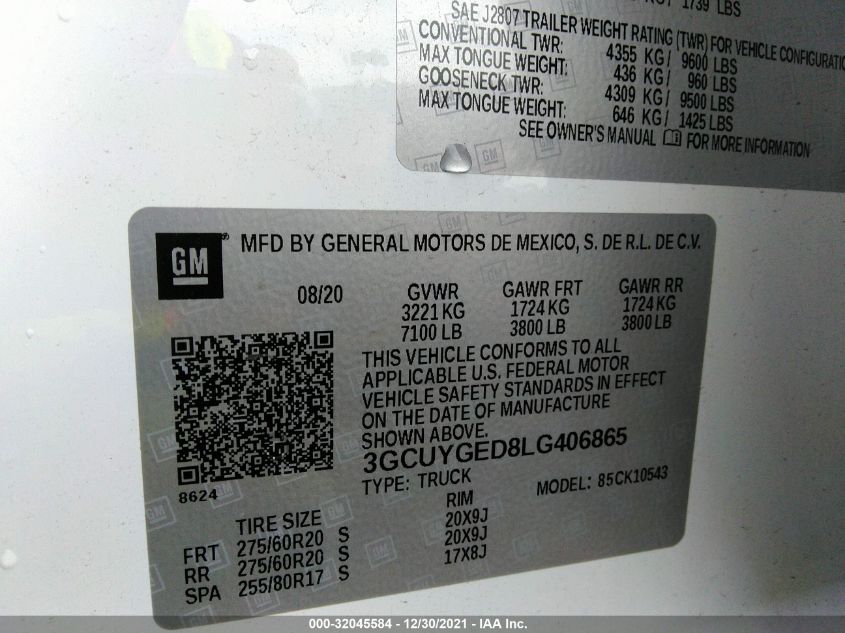 1739 LBS
SAE J2807 TRAILER WEIGHT RATING (TWR) FOR VEHICLE
CONVENTIONAL TWR: 4355 KG / 9600 LBS
MAX TONGUE WEIGHT: 436 KG / 960 LBS
GOOSENECK TWR: 4309 KG / 9500 LBS
MAX TONGUE WEIGHT: 646 KG / 1425 LBS
SEE OWNER'S MANUAL FOR MORE INFORMATION
GM
GM® MFD BY GENERAL MOTORS DE MEXICO, S. DE R.L. DE C.V.
08/20 GVWR GAWR FRT GAWR RR
3221 KG 1724 KG 1724 KG
7100 LB 3800 LB 3800 LB
THIS VEHICLE CONFORMS TO ALL
APPLICABLE U.S. FEDERAL MOTOR
VEHICLE SAFETY STANDARDS IN EFFECT
ON THE DATE OF MANUFACTURE
SHOWN ABOVE.
3GCUYGED8LG406865
8624 TYPE: TRUCK MODEL: 85CK10543
TIRE SIZE RIM
FRT 275/60R20 S 20X9J
RR 275/60R20 S 20X9J
SPA 255/80R17 S 17X8J
000-32045584 - 12/30/2021 - IAA Inc.